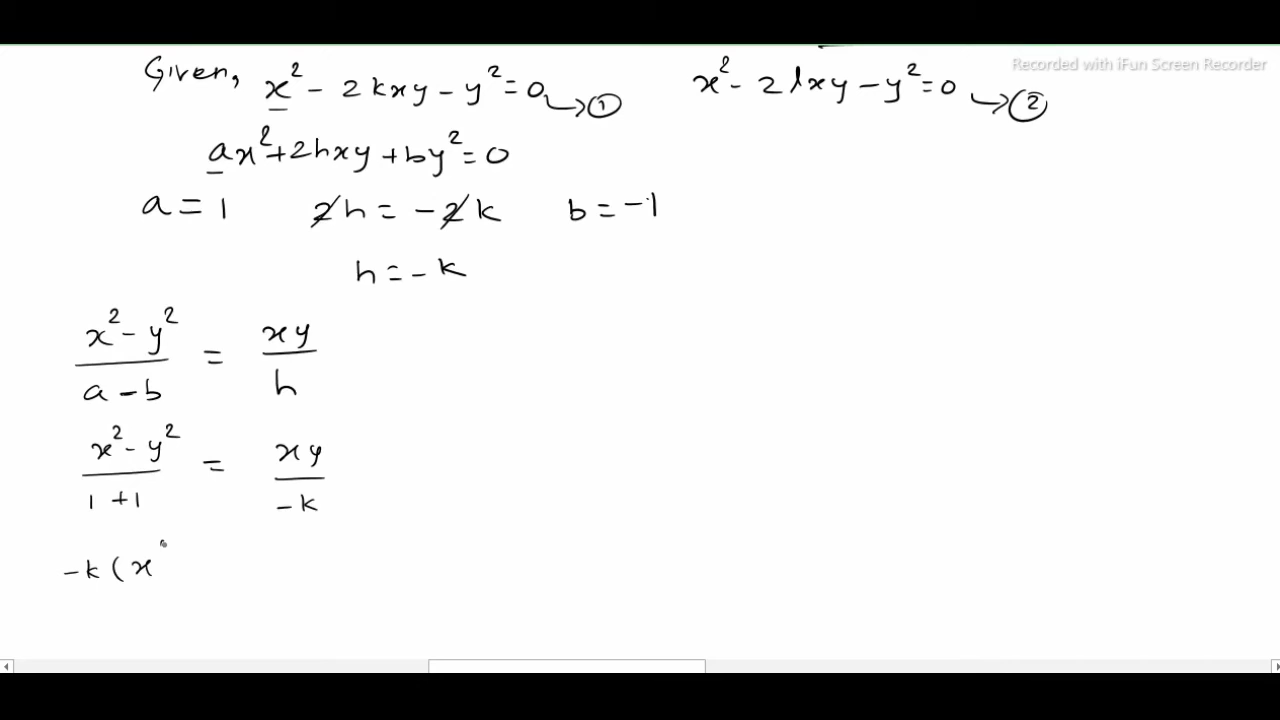 Recorded with iFun Screen Recorder
Given, x² - 2kxy - y² = 0 → ① x² - 2lxy - y² = 0 → ②
ax² + 2hxy + by² = 0
a = 1 2h = - 2k b = -1
h = - k
x² - y² / a - b = xy / h
x² - y² / 1 + 1 = xy / - k
- k ( x